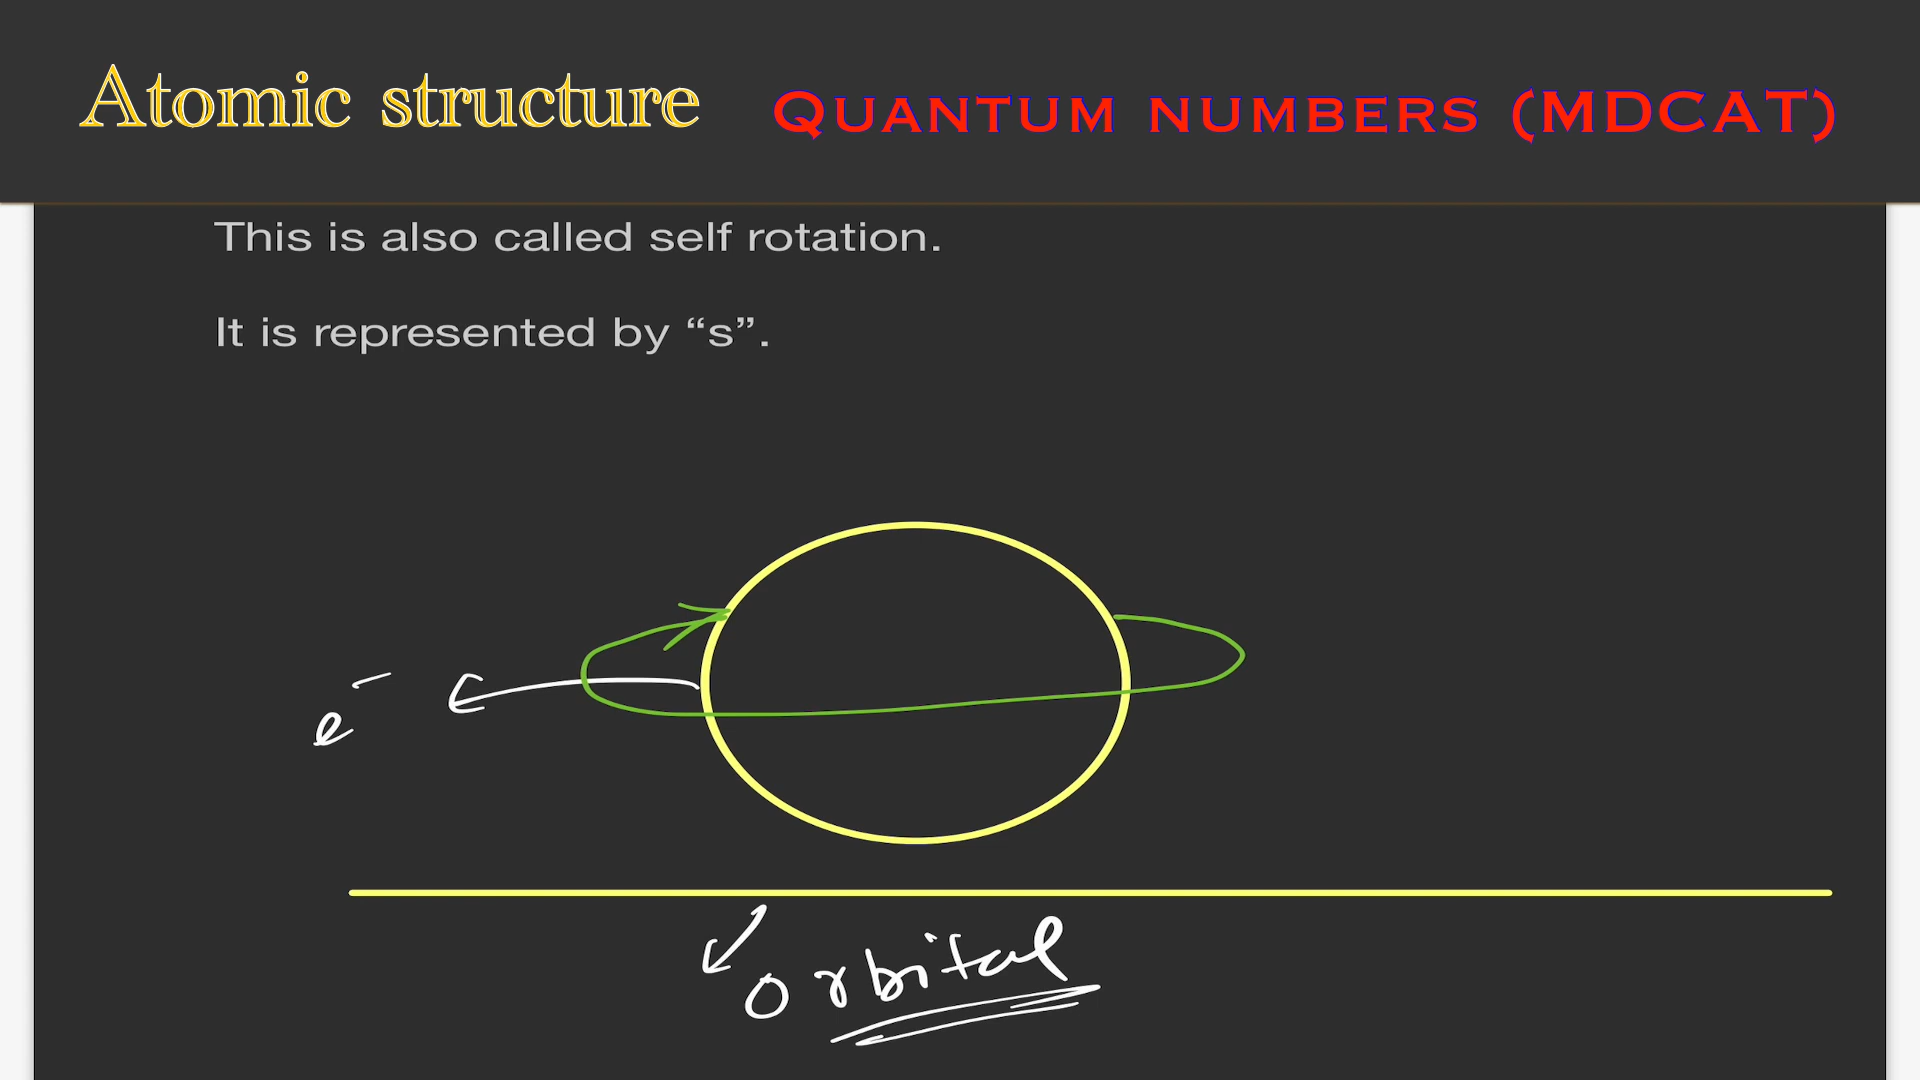 Atomic structure QUANTUM NUMBERS (MDCAT)
This is also called self rotation.
It is represented by “s”.
e⁻
orbital